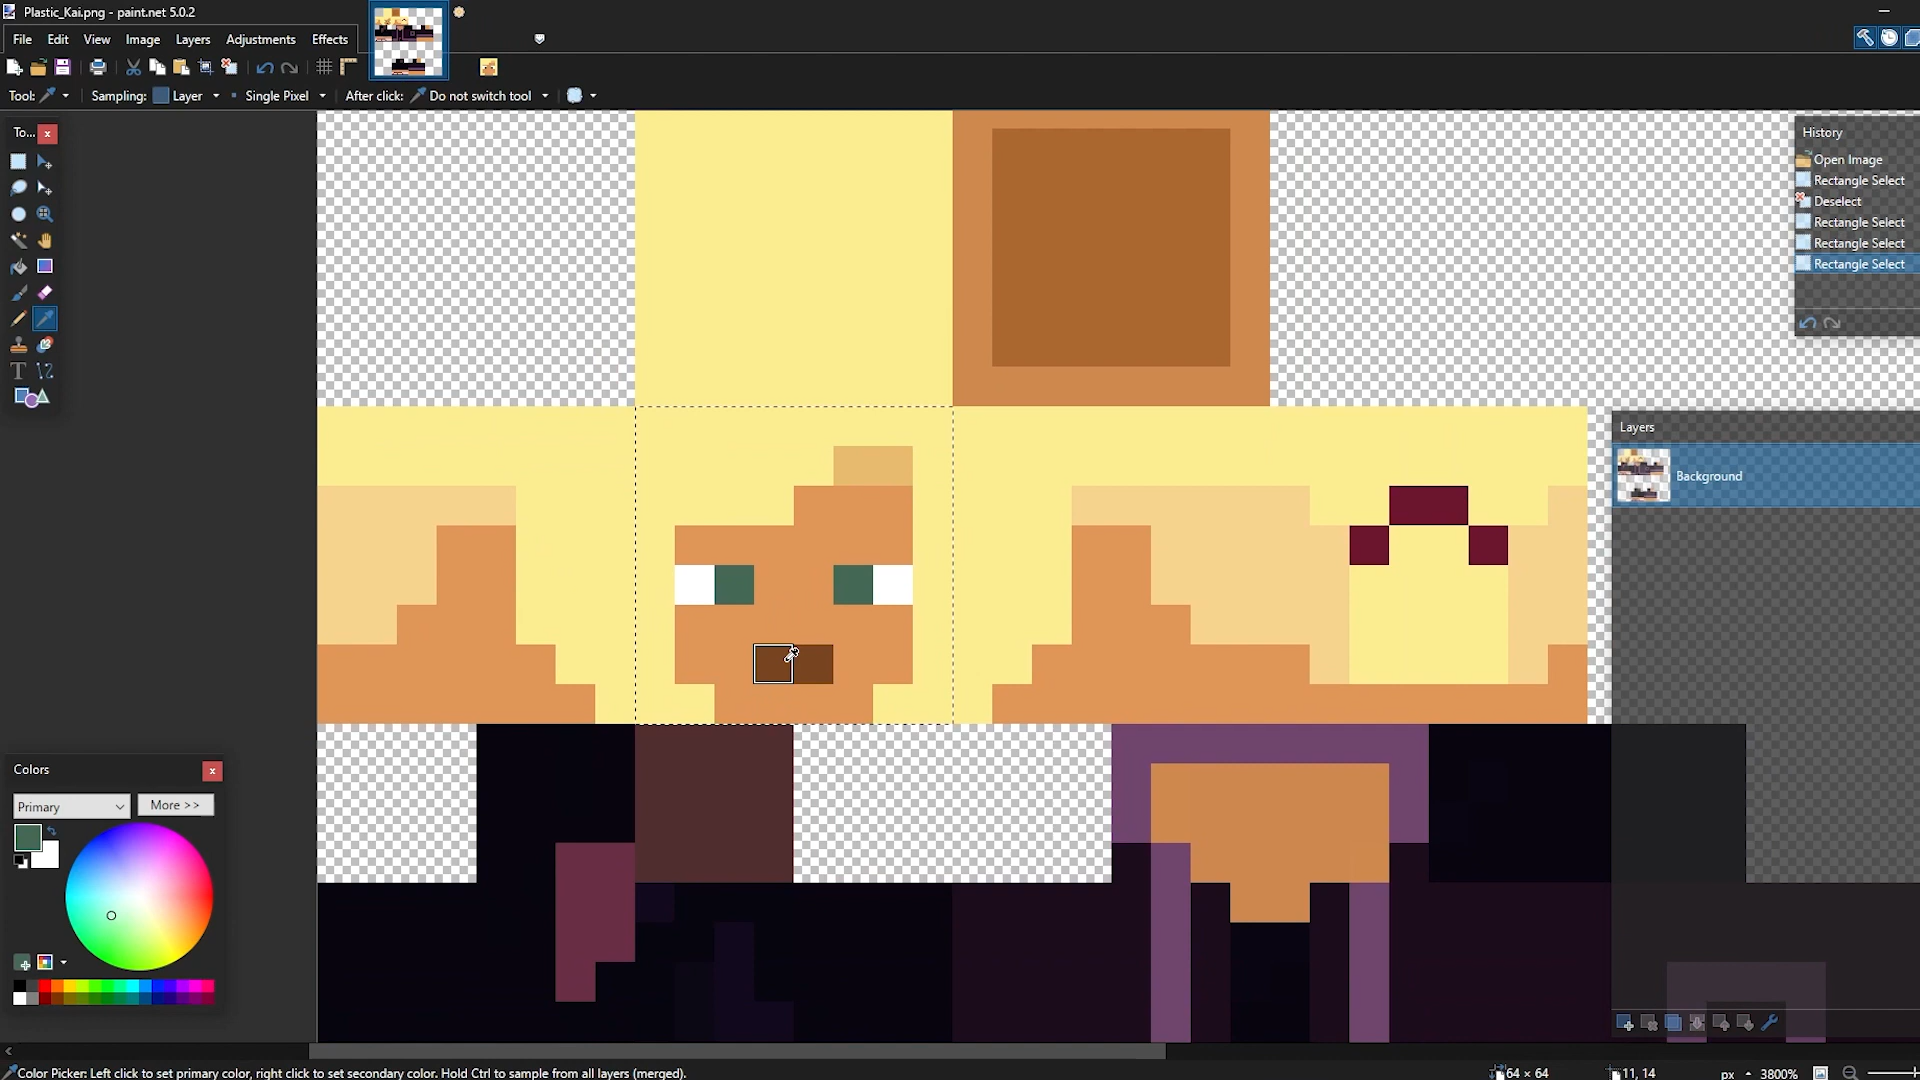 Plastic_Kai.png - paint.net 5.0.2
File Edit View Image Layers Adjustments Effects
Tool: Sampling: Layer Single Pixel After click: Do not switch tool
To...
History
Open Image
Rectangle Select
Deselect
Rectangle Select
Rectangle Select
Rectangle Select
Layers
Background
Colors
Primary More >>
Color Picker: Left click to set primary color, right click to set secondary color. Hold Ctrl to sample from all layers (merged). 64 × 64 11, 14 px 3800%